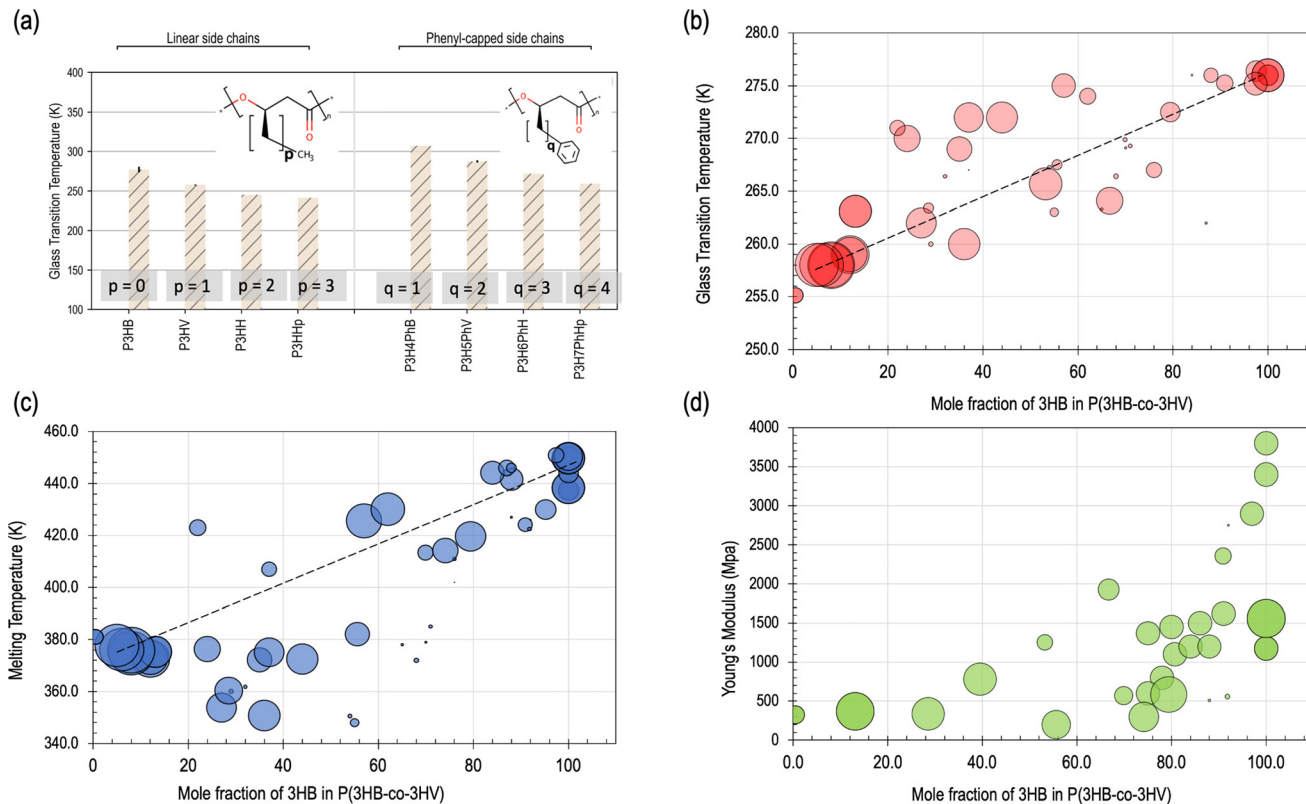 (a)
Linear side chains
Phenyl-capped side chains
Glass Transition Temperature (K)
400
350
300
250
200
150
100
O
O
n
p
CH3
O
O
n
q
p = 0
p = 1
p = 2
p = 3
q = 1
q = 2
q = 3
q = 4
P3HB
P3HV
P3HH
P3HHp
P3H4PhB
P3H5PhV
P3H6PhH
P3H7PhHp
(b)
Glass Transition Temperature (K)
280.0
275.0
270.0
265.0
260.0
255.0
250.0
0 20 40 60 80 100
Mole fraction of 3HB in P(3HB-co-3HV)
(c)
Melting Temperature (K)
460.0
440.0
420.0
400.0
380.0
360.0
340.0
0 20 40 60 80 100
Mole fraction of 3HB in P(3HB-co-3HV)
(d)
Young's Modulus (Mpa)
4000
3500
3000
2500
2000
1500
1000
500
0
0.0 20.0 40.0 60.0 80.0 100.0
Mole fraction of 3HB in P(3HB-co-3HV)